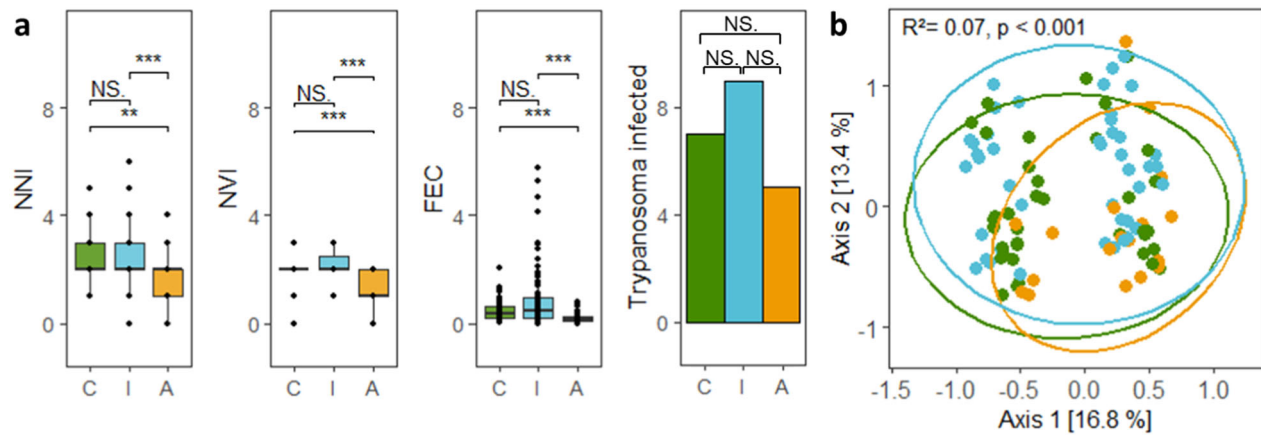 a
NNI
8
4
0
NS.
***
**
C I A
NVI
8
4
0
NS.
***
***
C I A
FEC
8
4
0
NS.
***
***
C I A
Trypanosoma infected
8
4
0
NS.
NS. NS.
C I A
b
R²= 0.07, p < 0.001
Axis 2 [13.4 %]
1
0
-1
-1.5 -1.0 -0.5 0.0 0.5 1.0
Axis 1 [16.8 %]